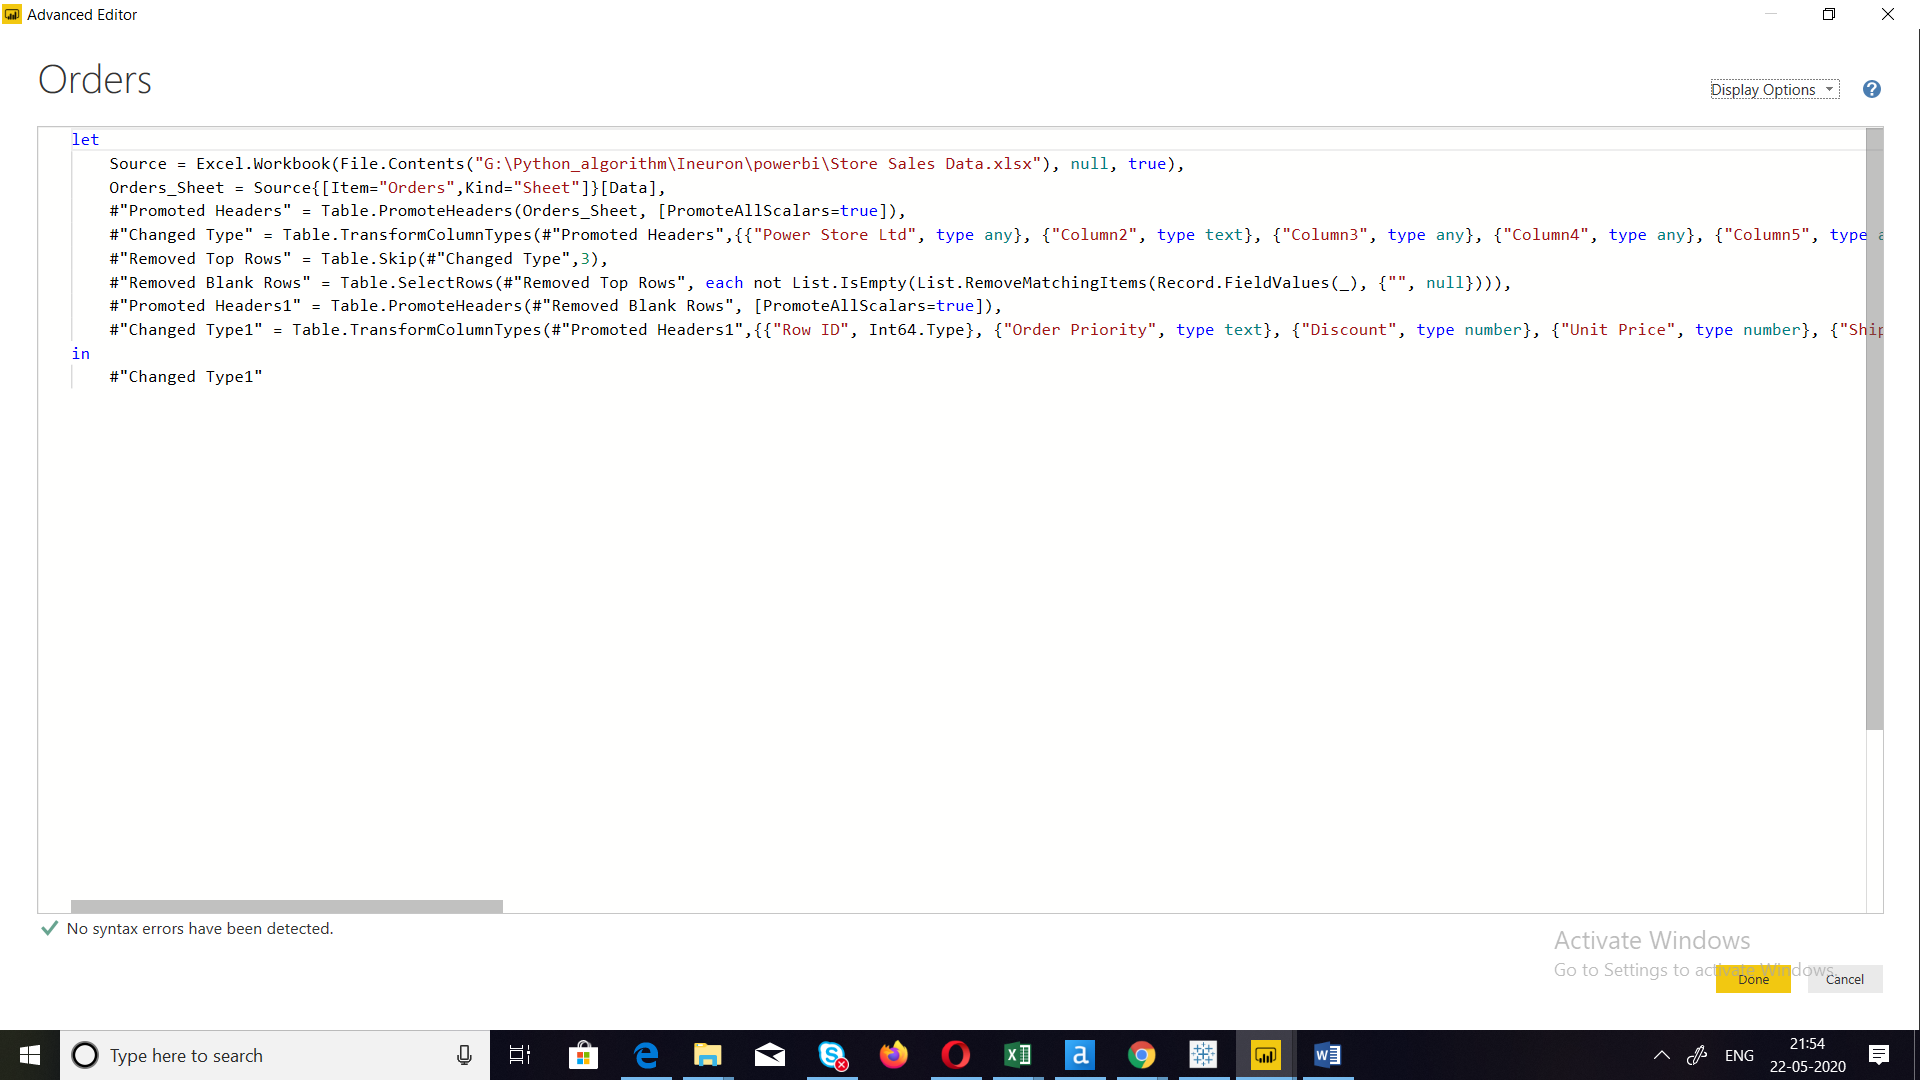 Advanced Editor
Orders
Display Options
?
let
Source = Excel.Workbook(File.Contents("G:\Python_algorithm\Ineuron\powerbi\Store Sales Data.xlsx"), null, true),
Orders_Sheet = Source{[Item="Orders",Kind="Sheet"]}[Data],
#"Promoted Headers" = Table.PromoteHeaders(Orders_Sheet, [PromoteAllScalars=true]),
#"Changed Type" = Table.TransformColumnTypes(#"Promoted Headers",{{"Power Store Ltd", type any}, {"Column2", type text}, {"Column3", type any}, {"Column4", type any}, {"Column5", type a
#"Removed Top Rows" = Table.Skip(#"Changed Type",3),
#"Removed Blank Rows" = Table.SelectRows(#"Removed Top Rows", each not List.IsEmpty(List.RemoveMatchingItems(Record.FieldValues(_), {"", null}))),
#"Promoted Headers1" = Table.PromoteHeaders(#"Removed Blank Rows", [PromoteAllScalars=true]),
#"Changed Type1" = Table.TransformColumnTypes(#"Promoted Headers1",{{"Row ID", Int64.Type}, {"Order Priority", type text}, {"Discount", type number}, {"Unit Price", type number}, {"Ship
in
#"Changed Type1"
No syntax errors have been detected.
Activate Windows
Go to Settings to activate Windows.
Done Cancel
Type here to search
ENG
21:54
22-05-2020